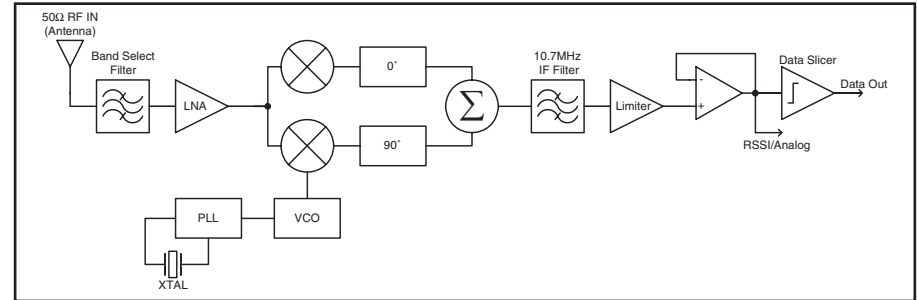 50Ω RF IN
(Antenna)
Band Select
Filter
LNA
0°
90°
Σ
10.7MHz
IF Filter
Limiter
-
+
Data Slicer
Data Out
RSSI/Analog
PLL
VCO
XTAL